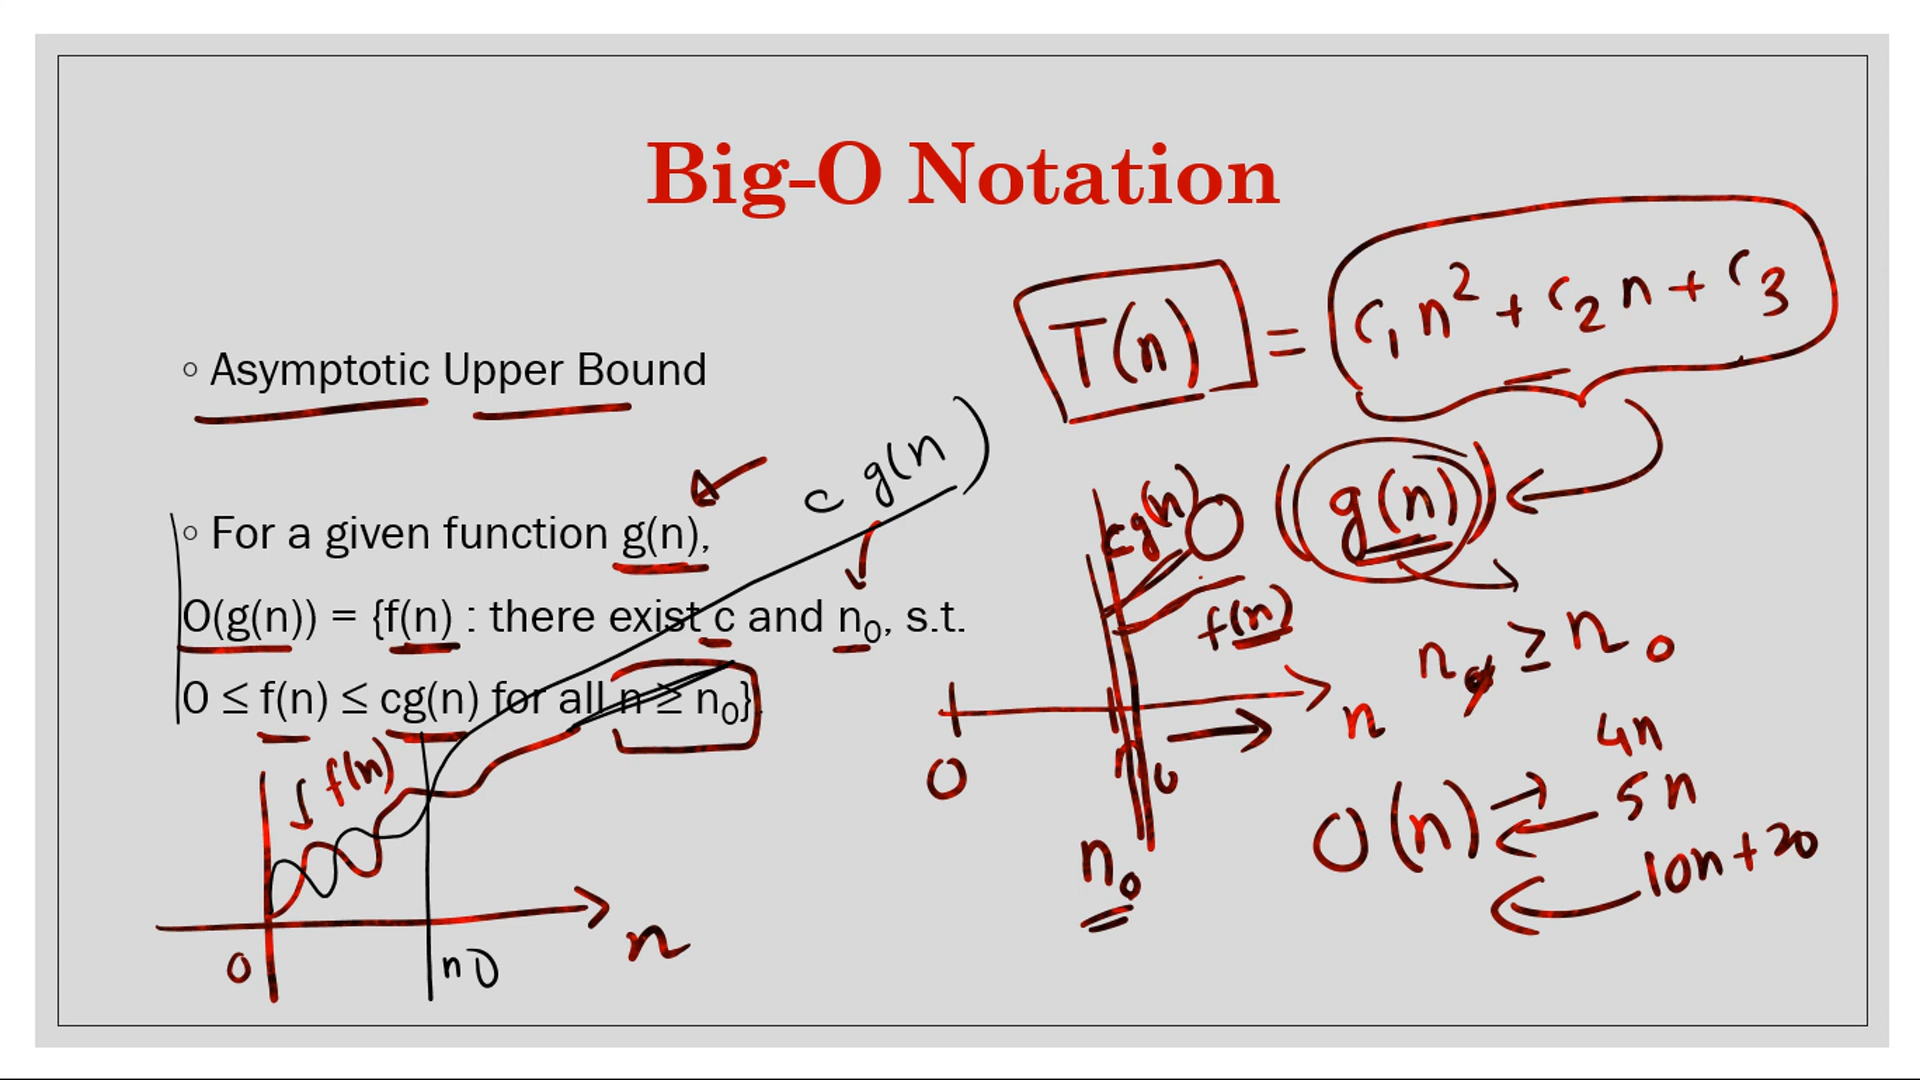 Big-O Notation
T(n) = c₁n² + c₂n + c₃
◦ Asymptotic Upper Bound
c g(n)
cg(n)
g(n)
◦ For a given function g(n),
O(g(n)) = {f(n) : there exist c and n₀, s.t.
f(n)
n ≥ n₀
0 ≤ f(n) ≤ cg(n) for all n ≥ n₀}
n
4n
f(n)
0
n₀
O(n)
5n
10n+20
n₀
0
n0
n